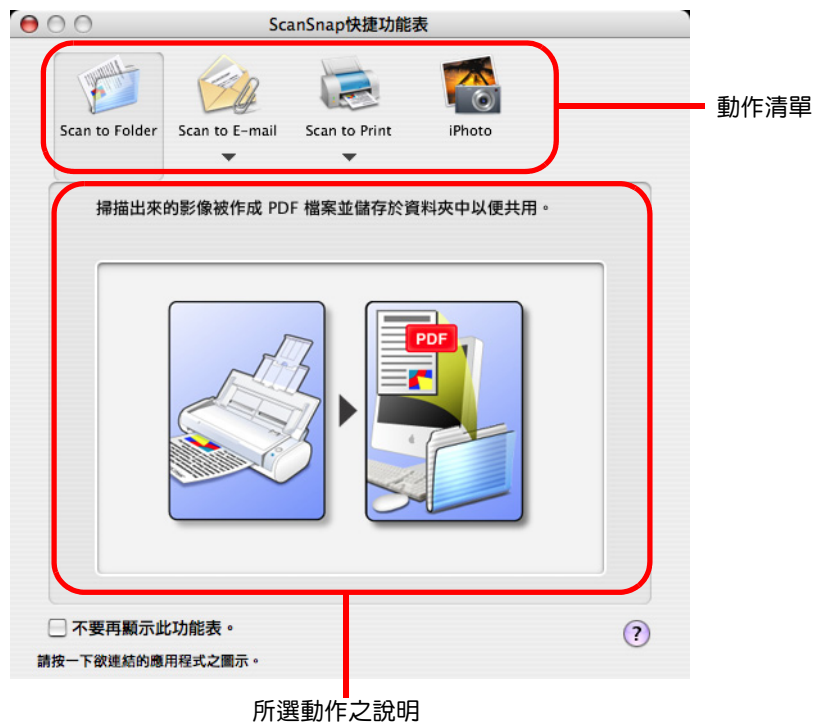 ScanSnap快捷功能表
Scan to Folder
Scan to E-mail
Scan to Print
iPhoto
動作清單
掃描出來的影像被作成 PDF 檔案並儲存於資料夾中以便共用。
PDF
不要再顯示此功能表。
?
請按一下欲連結的應用程式之圖示。
所選動作之說明